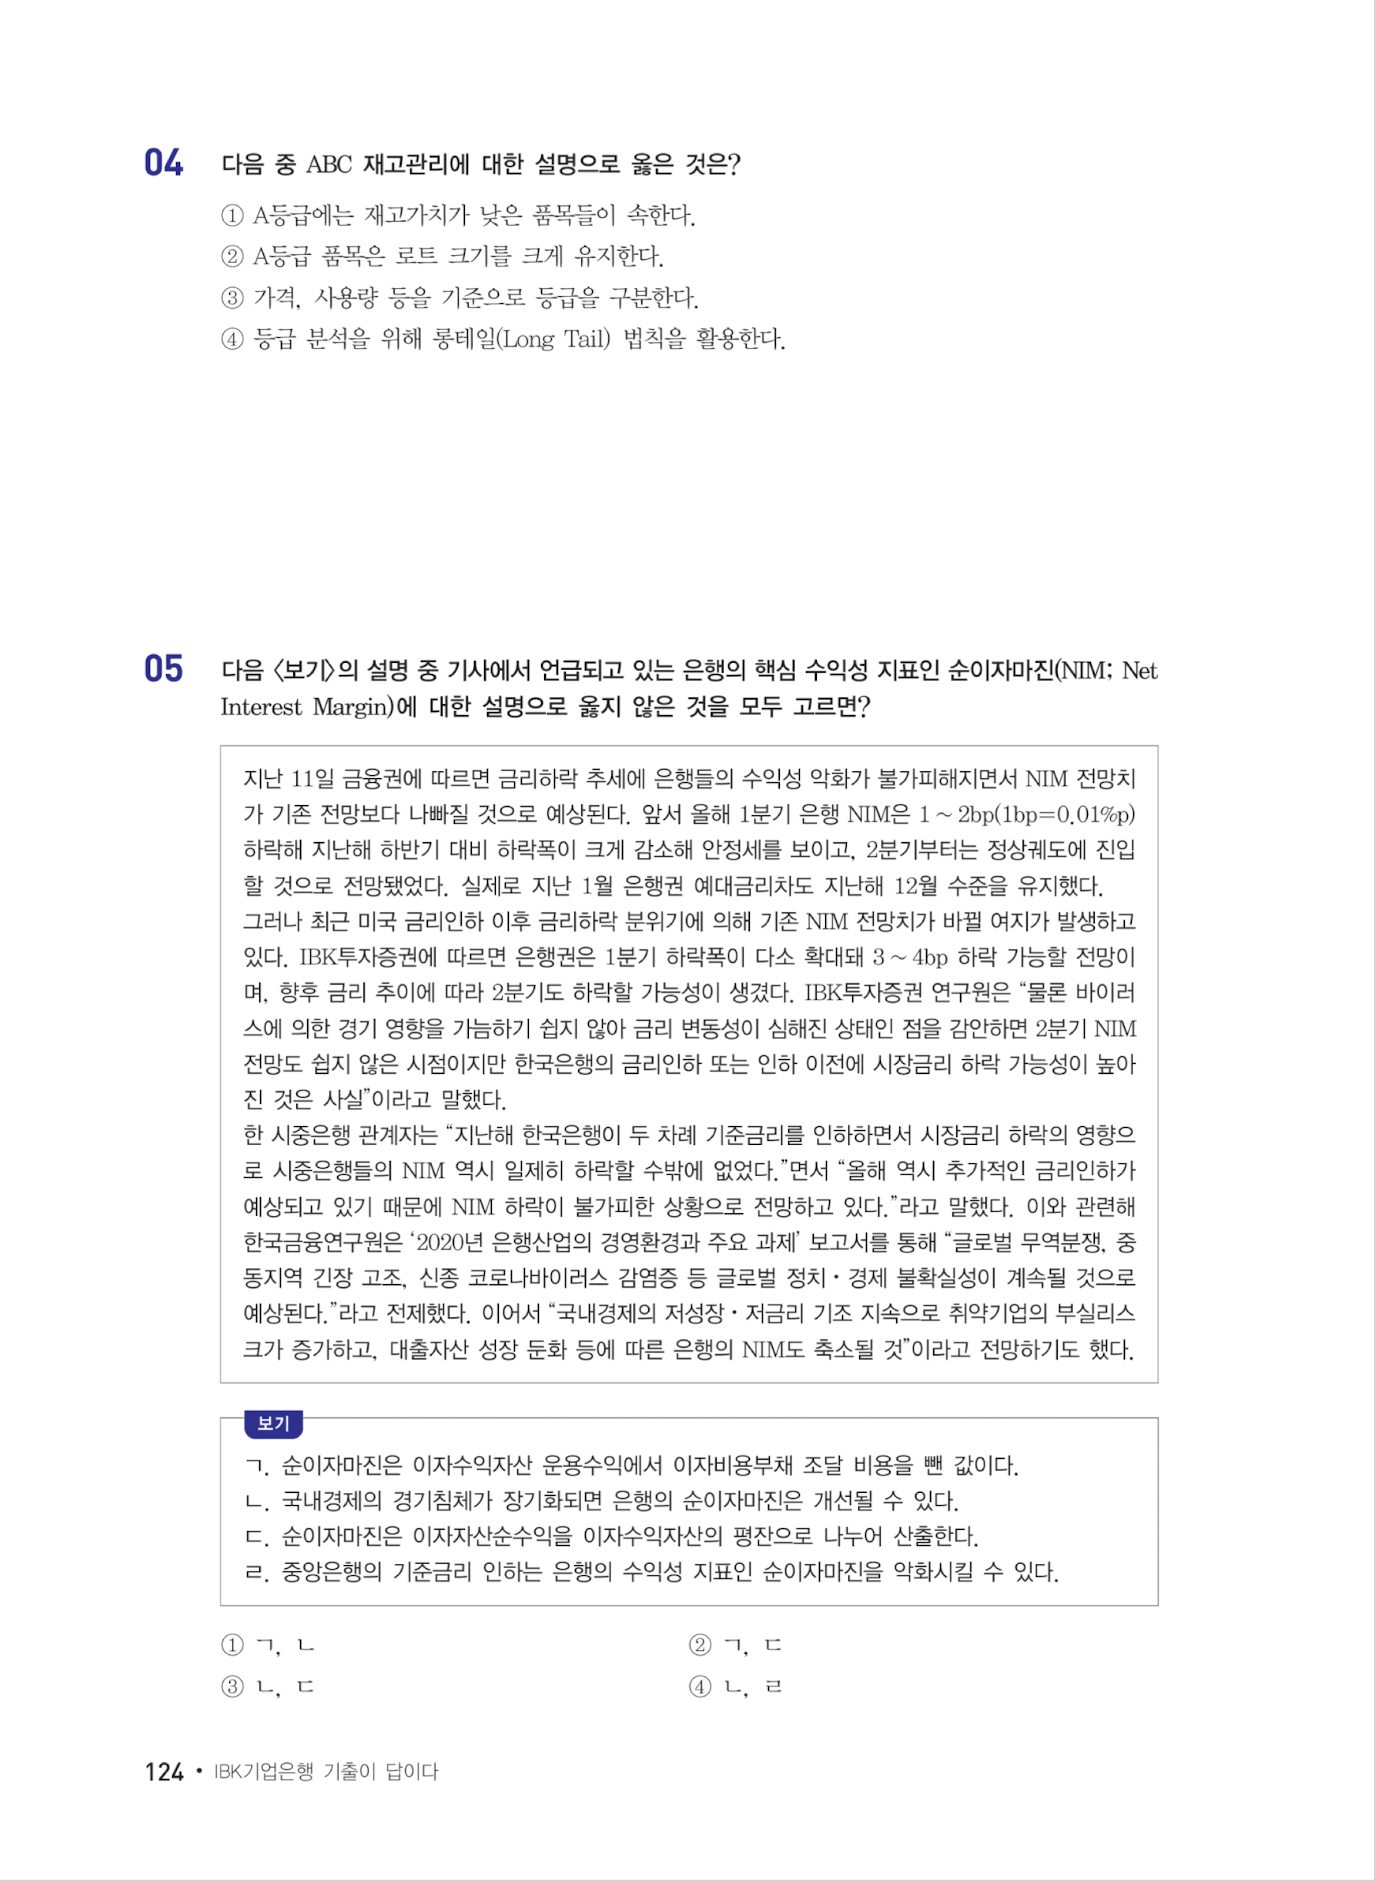 04 다음 중 ABC 재고관리에 대한 설명으로 옳은 것은?
① A등급에는 재고가치가 낮은 품목들이 속한다.
② A등급 품목은 로트 크기를 크게 유지한다.
③ 가격, 사용량 등을 기준으로 등급을 구분한다.
④ 등급 분석을 위해 롱테일(Long Tail) 법칙을 활용한다.
05 다음 〈보기〉의 설명 중 기사에서 언급되고 있는 은행의 핵심 수익성 지표인 순이자마진(NIM; Net
Interest Margin)에 대한 설명으로 옳지 않은 것을 모두 고르면?
지난 11일 금융권에 따르면 금리하락 추세에 은행들의 수익성 악화가 불가피해지면서 NIM 전망치
가 기존 전망보다 나빠질 것으로 예상된다. 앞서 올해 1분기 은행 NIM은 1～2bp(1bp=0.01%p)
하락해 지난해 하반기 대비 하락폭이 크게 감소해 안정세를 보이고, 2분기부터는 정상궤도에 진입
할 것으로 전망됐었다. 실제로 지난 1월 은행권 예대금리차도 지난해 12월 수준을 유지했다.
그러나 최근 미국 금리인하 이후 금리하락 분위기에 의해 기존 NIM 전망치가 바뀔 여지가 발생하고
있다. IBK투자증권에 따르면 은행권은 1분기 하락폭이 다소 확대돼 3～4bp 하락 가능할 전망이
며, 향후 금리 추이에 따라 2분기도 하락할 가능성이 생겼다. IBK투자증권 연구원은 “물론 바이러
스에 의한 경기 영향을 가늠하기 쉽지 않아 금리 변동성이 심해진 상태인 점을 감안하면 2분기 NIM
전망도 쉽지 않은 시점이지만 한국은행의 금리인하 또는 인하 이전에 시장금리 하락 가능성이 높아
진 것은 사실”이라고 말했다.
한 시중은행 관계자는 “지난해 한국은행이 두 차례 기준금리를 인하하면서 시장금리 하락의 영향으
로 시중은행들의 NIM 역시 일제히 하락할 수밖에 없었다.”면서 “올해 역시 추가적인 금리인하가
예상되고 있기 때문에 NIM 하락이 불가피한 상황으로 전망하고 있다.”라고 말했다. 이와 관련해
한국금융연구원은 ‘2020년 은행산업의 경영환경과 주요 과제’ 보고서를 통해 “글로벌 무역분쟁, 중
동지역 긴장 고조, 신종 코로나바이러스 감염증 등 글로벌 정치・경제 불확실성이 계속될 것으로
예상된다.”라고 전제했다. 이어서 “국내경제의 저성장・저금리 기조 지속으로 취약기업의 부실리스
크가 증가하고, 대출자산 성장 둔화 등에 따른 은행의 NIM도 축소될 것”이라고 전망하기도 했다.
보기
ㄱ. 순이자마진은 이자수익자산 운용수익에서 이자비용부채 조달 비용을 뺀 값이다.
ㄴ. 국내경제의 경기침체가 장기화되면 은행의 순이자마진은 개선될 수 있다.
ㄷ. 순이자마진은 이자자산순수익을 이자수익자산의 평잔으로 나누어 산출한다.
ㄹ. 중앙은행의 기준금리 인하는 은행의 수익성 지표인 순이자마진을 악화시킬 수 있다.
① ㄱ, ㄴ ② ㄱ, ㄷ
③ ㄴ, ㄷ ④ ㄴ, ㄹ
124 • IBK기업은행 기출이 답이다